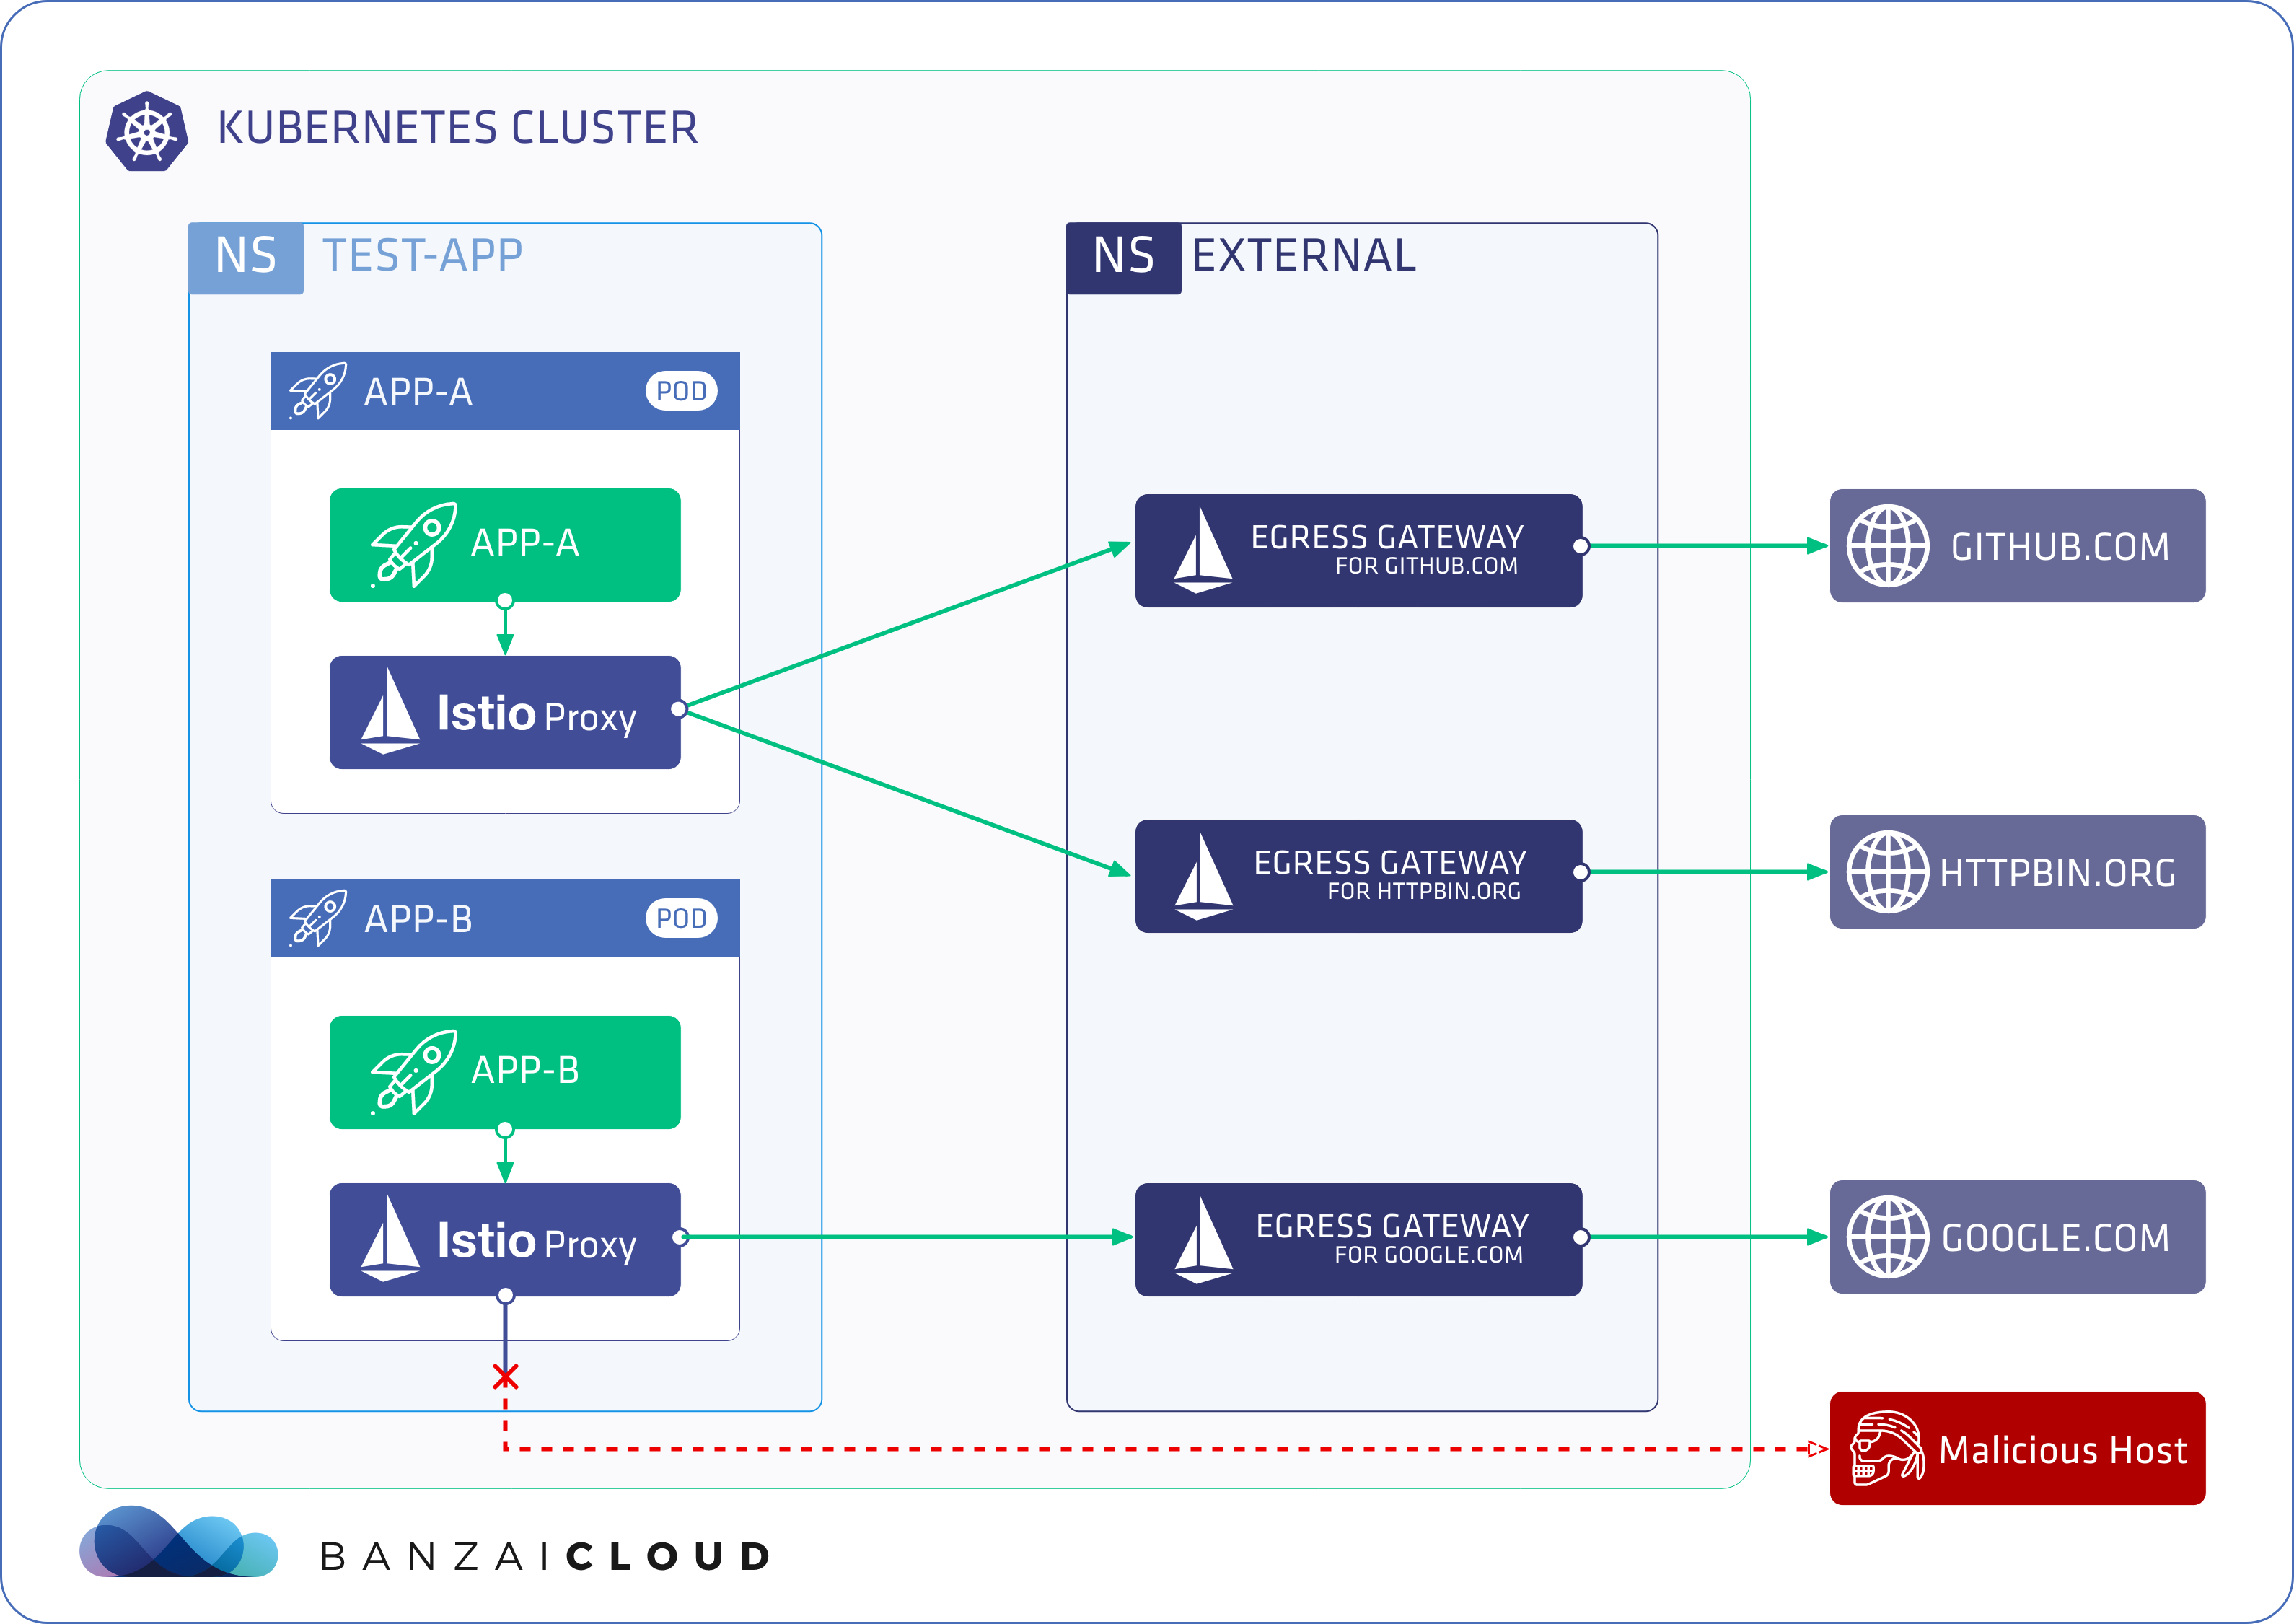 KUBERNETES CLUSTER
NS TEST-APP
APP-A POD
APP-A
Istio Proxy
APP-B POD
APP-B
Istio Proxy
NS EXTERNAL
EGRESS GATEWAY
FOR GITHUB.COM
EGRESS GATEWAY
FOR HTTPBIN.ORG
EGRESS GATEWAY
FOR GOOGLE.COM
GITHUB.COM
HTTPBIN.ORG
GOOGLE.COM
Malicious Host
BANZAICLOUD